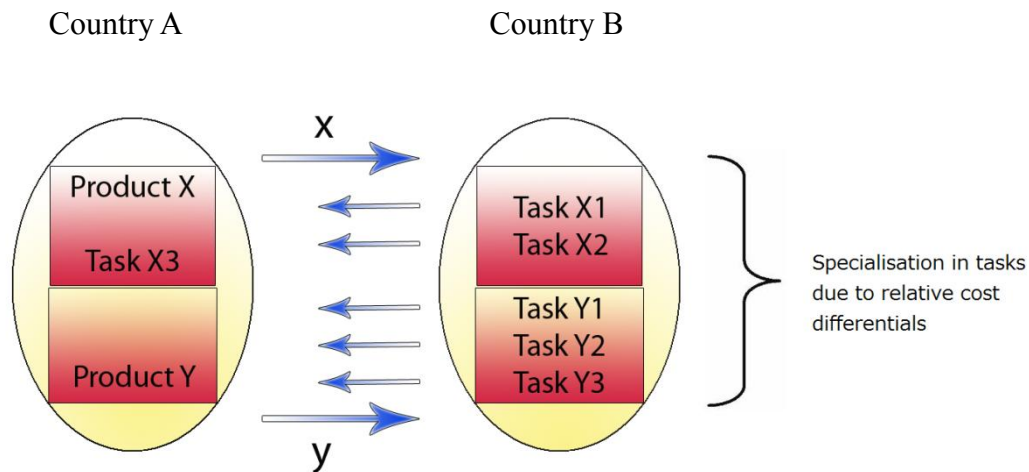 Country A
Country B
x
Product X
Task X3
Product Y
Task X1
Task X2
Task Y1
Task Y2
Task Y3
y
Specialisation in tasks
due to relative cost
differentials